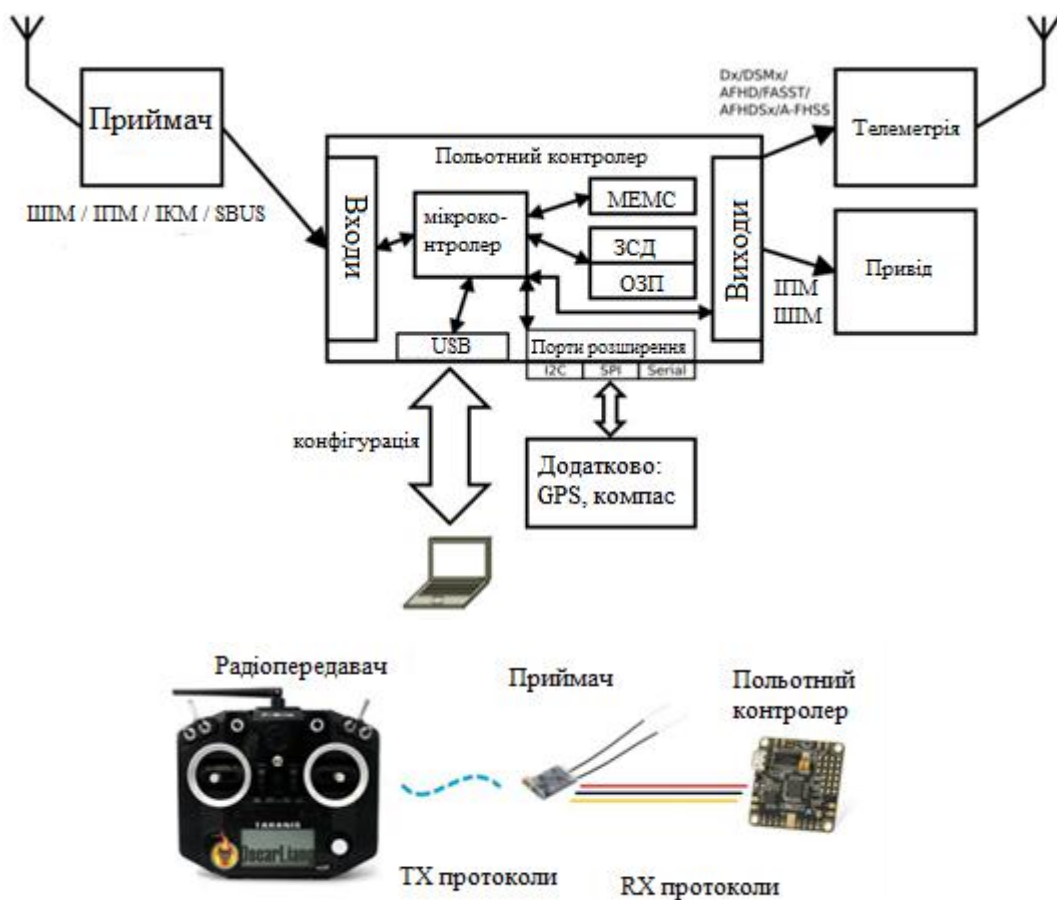 Приймач
ШІМ / ІПМ / ІКМ / SBUS
Dx/DSMx/
AFHD/FASST/
AFHDSx/A-FHSS
Телеметрія
Польотний контролер
Входи
мікроко-
нтролер
МЕМС
ЗСД
ОЗП
Виходи
ІПМ
ШІМ
Привід
USB
Порти розширення
I2C
SPI
Serial
конфігурація
Додатково:
GPS, компас
Радіопередавач
Приймач
Польотний
контролер
TARANIS
OscarLiang
TX протоколи
RX протоколи